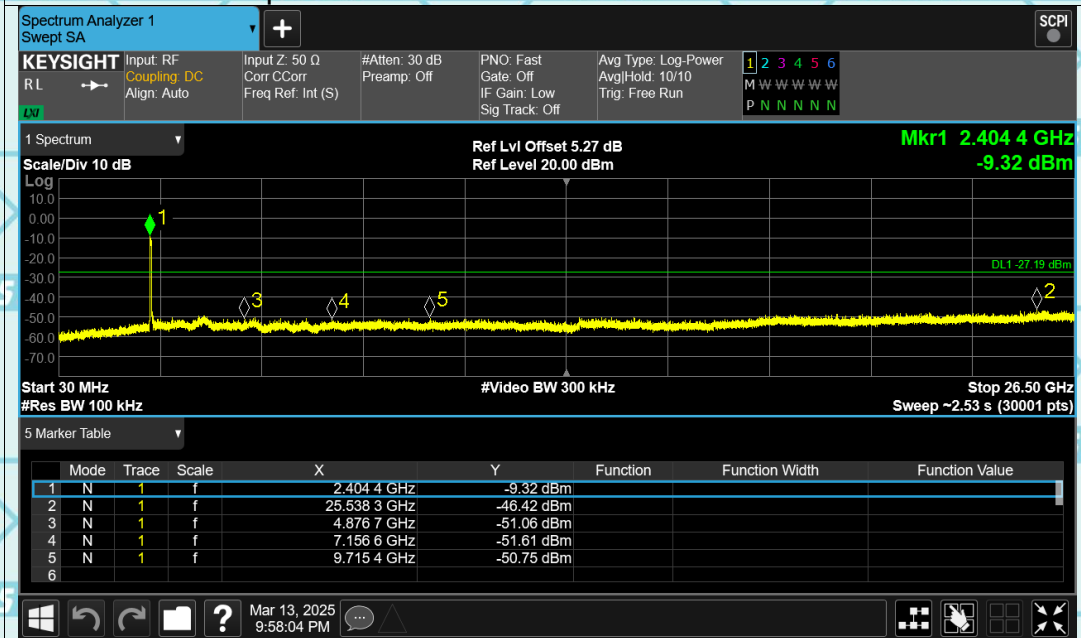 Spectrum Analyzer 1
Swept SA
+
SCPI
KEYSIGHT
R L
LXI
Input: RF
Coupling: DC
Align: Auto
Input Z: 50 Ω
Corr CCorr
Freq Ref: Int (S)
#Atten: 30 dB
Preamp: Off
PNO: Fast
Gate: Off
IF Gain: Low
Sig Track: Off
Avg Type: Log-Power
Avg|Hold: 10/10
Trig: Free Run
1 2 3 4 5 6
M W W W W W
P N N N N N
1 Spectrum
Scale/Div 10 dB
Ref Lvl Offset 5.27 dB
Ref Level 20.00 dBm
Mkr1 2.404 4 GHz
-9.32 dBm
Log
10.0
0.00
-10.0
-20.0
-30.0
-40.0
-50.0
-60.0
-70.0
1
3
4
5
2
DL1 -27.19 dBm
Start 30 MHz
#Video BW 300 kHz
Stop 26.50 GHz
#Res BW 100 kHz
Sweep ~2.53 s (30001 pts)
5 Marker Table
Mode Trace Scale X Y Function Function Width Function Value
1 N 1 f 2.404 4 GHz -9.32 dBm
2 N 1 f 25.538 3 GHz -46.42 dBm
3 N 1 f 4.876 7 GHz -51.06 dBm
4 N 1 f 7.156 6 GHz -51.61 dBm
5 N 1 f 9.715 4 GHz -50.75 dBm
6
?
Mar 13, 2025
9:58:04 PM